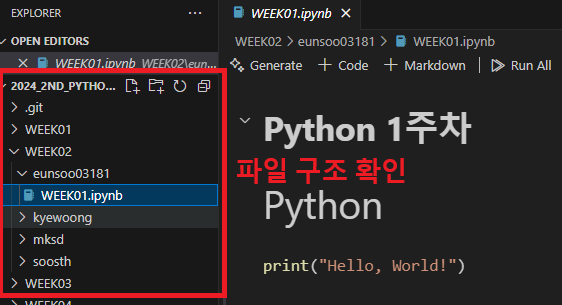 EXPLORER
OPEN EDITORS
WEEK01.ipynb WEEK02\eun...
2024_2ND_PYTHO...
.git
WEEK01
WEEK02
eunsoo03181
WEEK01.ipynb
kyewoong
mksd
soosth
WEEK03
WEEK04
WEEK01.ipynb
WEEK02 > eunsoo03181 > WEEK01.ipynb
Generate + Code + Markdown Run All
Python 1주차
파일 구조 확인
Python
print("Hello, World!")